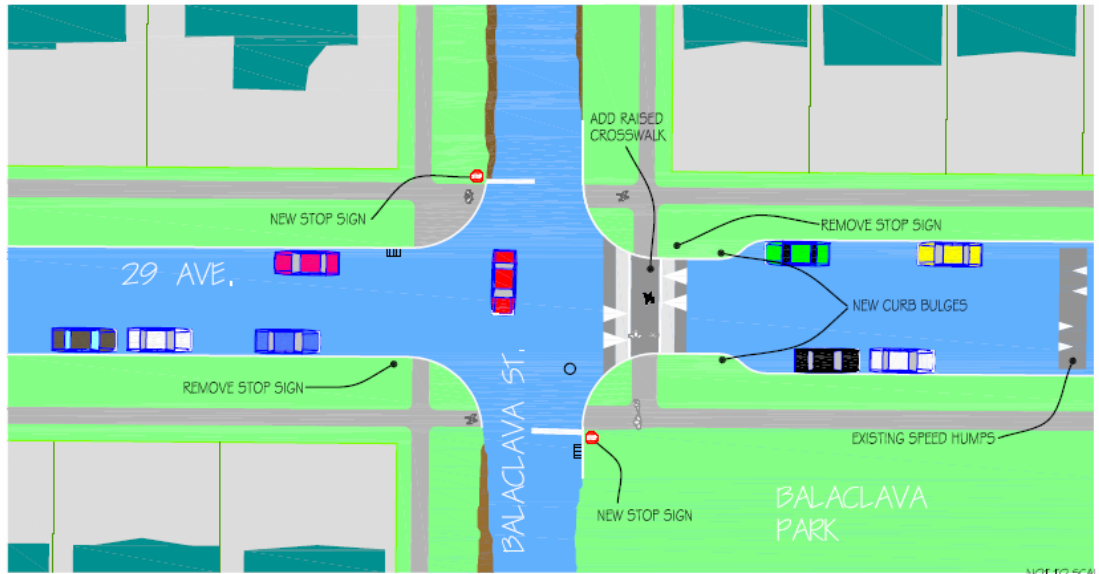 ADD RAISED
CROSSWALK
NEW STOP SIGN
REMOVE STOP SIGN
29 AVE.
NEW CURB BULGES
REMOVE STOP SIGN
BALACLAVA ST.
EXISTING SPEED HUMPS
BALACLAVA
PARK
NEW STOP SIGN